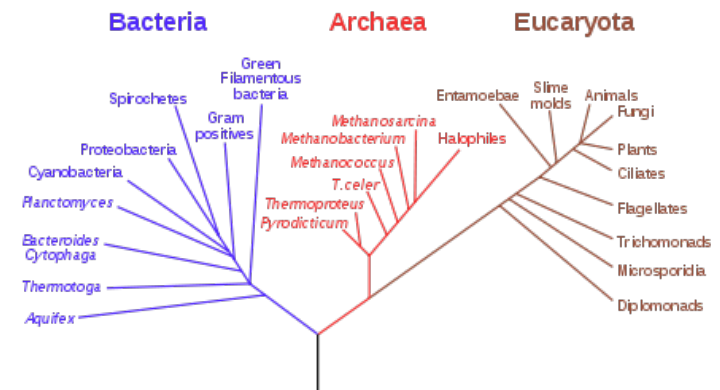 Bacteria
Archaea
Eucaryota
Green
Filamentous
bacteria
Spirochetes
Gram
positives
Proteobacteria
Cyanobacteria
Planctomyces
Bacteroides
Cytophaga
Thermotoga
Aquifex
Methanosarcina
Methanobacterium
Halophiles
Methanococcus
T.celer
Thermoproteus
Pyrodicticum
Entamoebae
Slime
molds
Animals
Fungi
Plants
Ciliates
Flagellates
Trichomonads
Microsporidia
Diplomonads